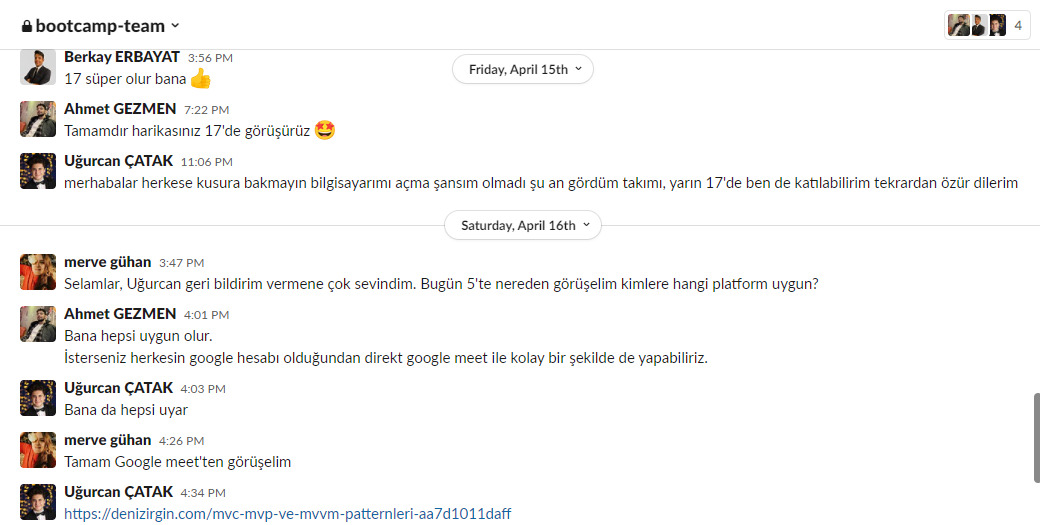 bootcamp-team
4
Berkay ERBAYAT 3:56 PM
Friday, April 15th
17 süper olur bana 👍
Ahmet GEZMEN 7:22 PM
Tamamdır harikasınız 17'de görüşürüz 🤩
Uğurcan ÇATAK 11:06 PM
merhabalar herkese kusura bakmayın bilgisayarımı açma şansım olmadı şu an gördüm takımı, yarın 17'de ben de katılabilirim tekrardan özür dilerim
Saturday, April 16th
merve gühan 3:47 PM
Selamlar, Uğurcan geri bildirim vermene çok sevindim. Bugün 5'te nereden görüşelim kimlere hangi platform uygun?
Ahmet GEZMEN 4:01 PM
Bana hepsi uygun olur.
İsterseniz herkesin google hesabı olduğundan direkt google meet ile kolay bir şekilde de yapabiliriz.
Uğurcan ÇATAK 4:03 PM
Bana da hepsi uyar
merve gühan 4:26 PM
Tamam Google meet'ten görüşelim
Uğurcan ÇATAK 4:34 PM
https://denizirgin.com/mvc-mvp-ve-mvvm-patternleri-aa7d1011daff